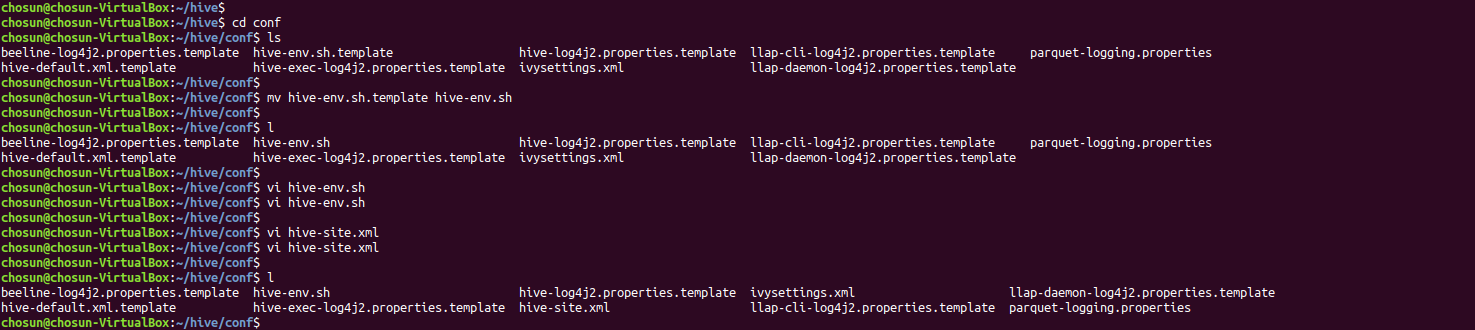 chosun@chosun-VirtualBox:~/hive$
chosun@chosun-VirtualBox:~/hive$ cd conf
chosun@chosun-VirtualBox:~/hive/conf$ ls
beeline-log4j2.properties.template  hive-env.sh.template                 hive-log4j2.properties.template  llap-cli-log4j2.properties.template     parquet-logging.properties
hive-default.xml.template           hive-exec-log4j2.properties.template  ivysettings.xml                  llap-daemon-log4j2.properties.template
chosun@chosun-VirtualBox:~/hive/conf$
chosun@chosun-VirtualBox:~/hive/conf$ mv hive-env.sh.template hive-env.sh
chosun@chosun-VirtualBox:~/hive/conf$
chosun@chosun-VirtualBox:~/hive/conf$ l
beeline-log4j2.properties.template  hive-env.sh                          hive-log4j2.properties.template  llap-cli-log4j2.properties.template     parquet-logging.properties
hive-default.xml.template           hive-exec-log4j2.properties.template  ivysettings.xml                  llap-daemon-log4j2.properties.template
chosun@chosun-VirtualBox:~/hive/conf$
chosun@chosun-VirtualBox:~/hive/conf$ vi hive-env.sh
chosun@chosun-VirtualBox:~/hive/conf$ vi hive-env.sh
chosun@chosun-VirtualBox:~/hive/conf$
chosun@chosun-VirtualBox:~/hive/conf$ vi hive-site.xml
chosun@chosun-VirtualBox:~/hive/conf$ vi hive-site.xml
chosun@chosun-VirtualBox:~/hive/conf$
chosun@chosun-VirtualBox:~/hive/conf$ l
beeline-log4j2.properties.template  hive-env.sh                          hive-log4j2.properties.template  ivysettings.xml                      llap-daemon-log4j2.properties.template
hive-default.xml.template           hive-exec-log4j2.properties.template  hive-site.xml                    llap-cli-log4j2.properties.template  parquet-logging.properties
chosun@chosun-VirtualBox:~/hive/conf$